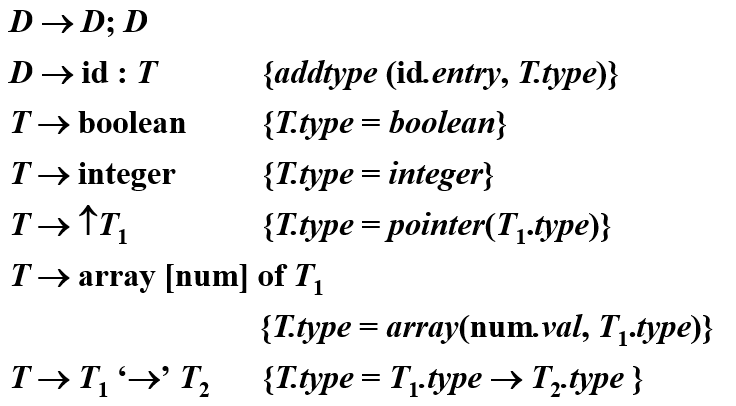 D → D; D
D → id : T {addtype (id.entry, T.type)}
T → boolean {T.type = boolean}
T → integer {T.type = integer}
T → ↑T₁ {T.type = pointer(T₁.type)}
T → array [num] of T₁
{T.type = array(num.val, T₁.type)}
T → T₁ ‘→’ T₂ {T.type = T₁.type → T₂.type }